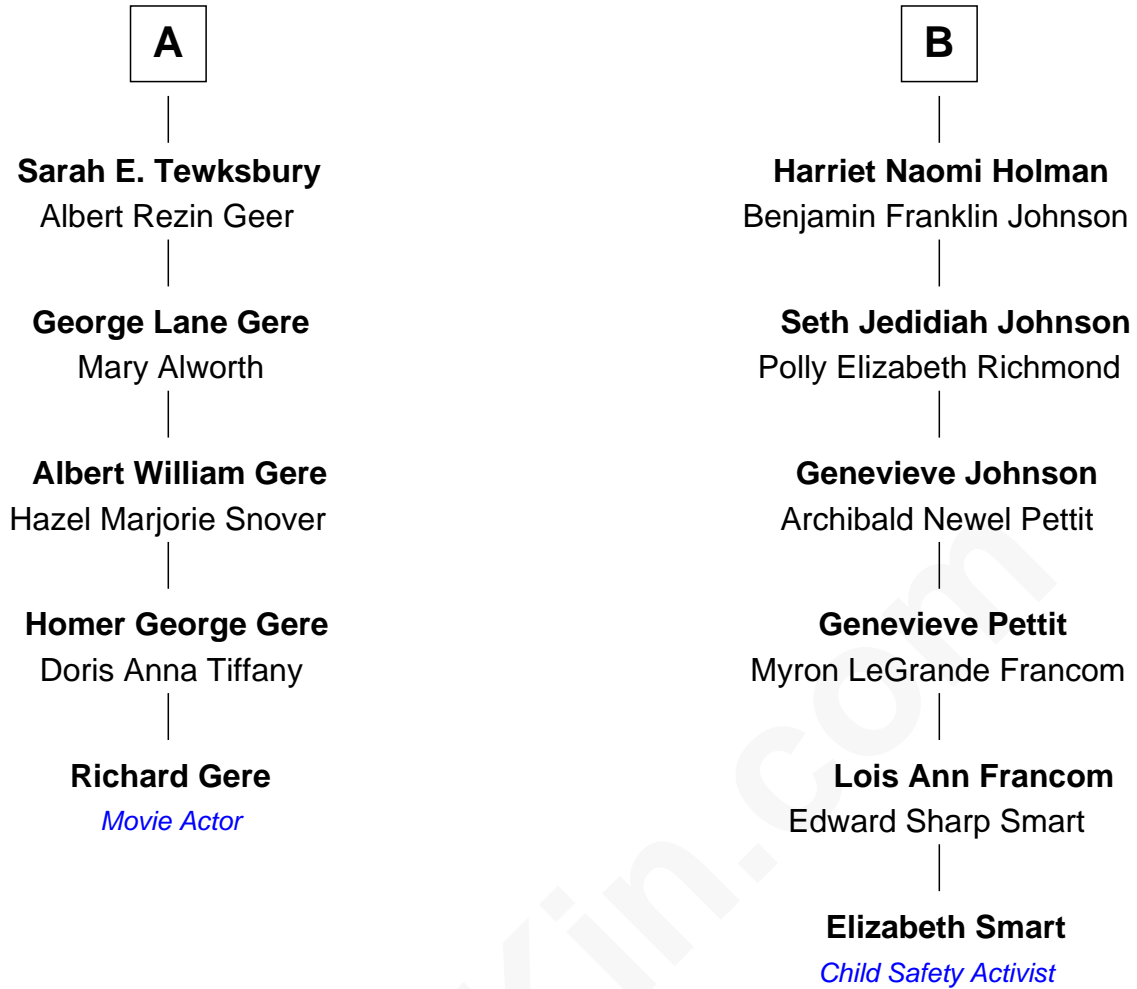 A
Sarah E. Tewksbury
Albert Rezin Geer
George Lane Gere
Mary Alworth
Albert William Gere
Hazel Marjorie Snover
Homer George Gere
Doris Anna Tiffany
Richard Gere
Movie Actor
B
Harriet Naomi Holman
Benjamin Franklin Johnson
Seth Jedidiah Johnson
Polly Elizabeth Richmond
Genevieve Johnson
Archibald Newel Pettit
Genevieve Pettit
Myron LeGrande Francom
Lois Ann Francom
Edward Sharp Smart
Elizabeth Smart
Child Safety Activist
Kin.com